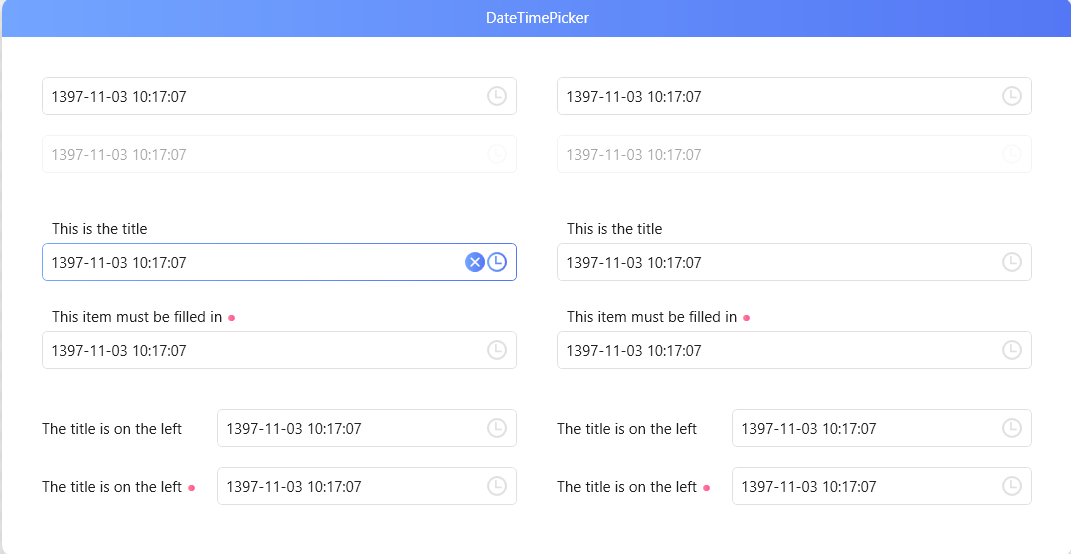 DateTimePicker
1397-11-03 10:17:07 1397-11-03 10:17:07
1397-11-03 10:17:07 1397-11-03 10:17:07
This is the title This is the title
1397-11-03 10:17:07 1397-11-03 10:17:07
This item must be filled in This item must be filled in
1397-11-03 10:17:07 1397-11-03 10:17:07
The title is on the left 1397-11-03 10:17:07 The title is on the left 1397-11-03 10:17:07
The title is on the left 1397-11-03 10:17:07 The title is on the left 1397-11-03 10:17:07